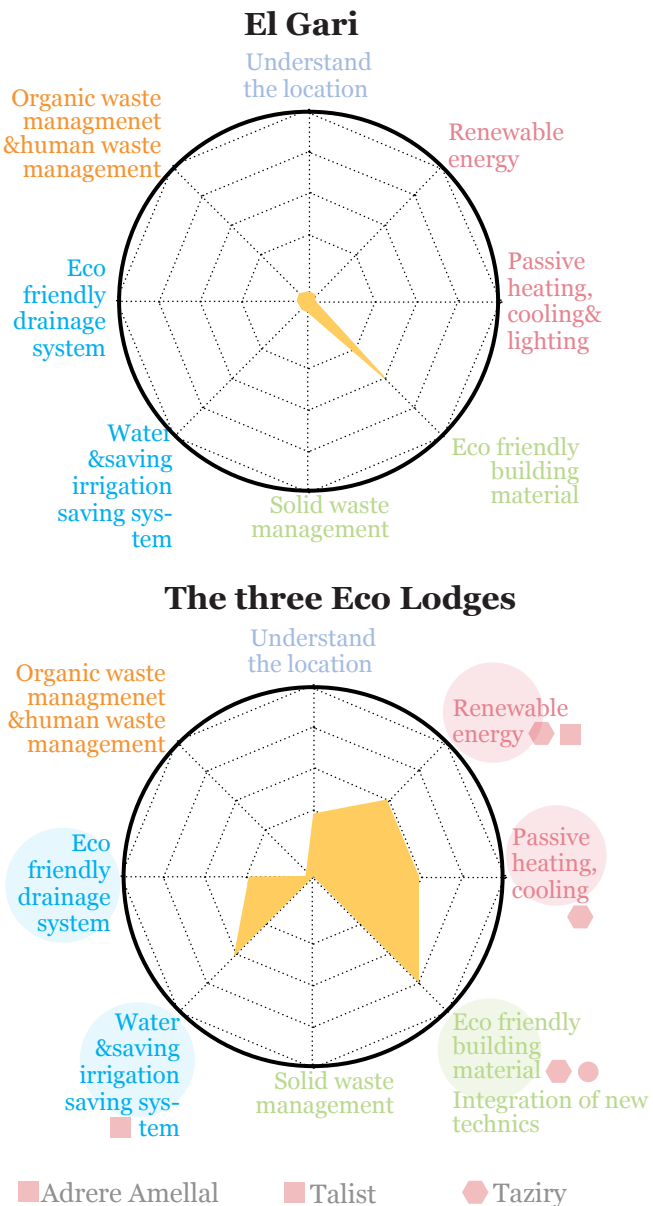 El Gari
Understand
the location
Organic waste
managmenet
&human waste
management
Renewable
energy
Eco
friendly
drainage
system
Passive
heating,
cooling&
lighting
Water
&saving
irrigation
saving sys-
tem
Eco friendly
building
material
Solid waste
management
The three Eco Lodges
Understand
the location
Organic waste
managmenet
&human waste
management
Renewable
energy
Eco
friendly
drainage
system
Passive
heating,
cooling
Water
&saving
irrigation
saving sys-
tem
Eco friendly
building
material
Integration of new
technics
Solid waste
management
Adrere Amellal
Talist
Taziry